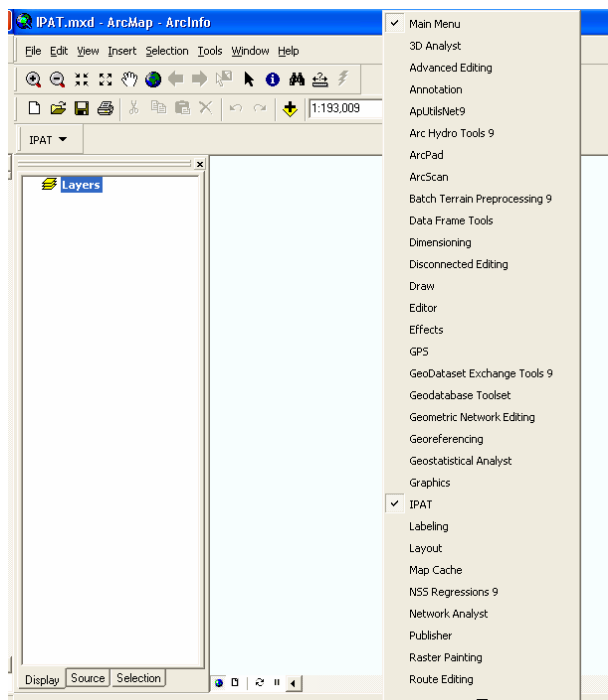 IPAT.mxd - ArcMap - ArcInfo
File Edit View Insert Selection Tools Window Help
1:193,009
IPAT
Layers
Display Source Selection
Main Menu
3D Analyst
Advanced Editing
Annotation
ApUtilsNet9
Arc Hydro Tools 9
ArcPad
ArcScan
Batch Terrain Preprocessing 9
Data Frame Tools
Dimensioning
Disconnected Editing
Draw
Editor
Effects
GPS
GeoDataset Exchange Tools 9
Geodatabase Toolset
Geometric Network Editing
Georeferencing
Geostatistical Analyst
Graphics
IPAT
Labeling
Layout
Map Cache
NSS Regressions 9
Network Analyst
Publisher
Raster Painting
Route Editing